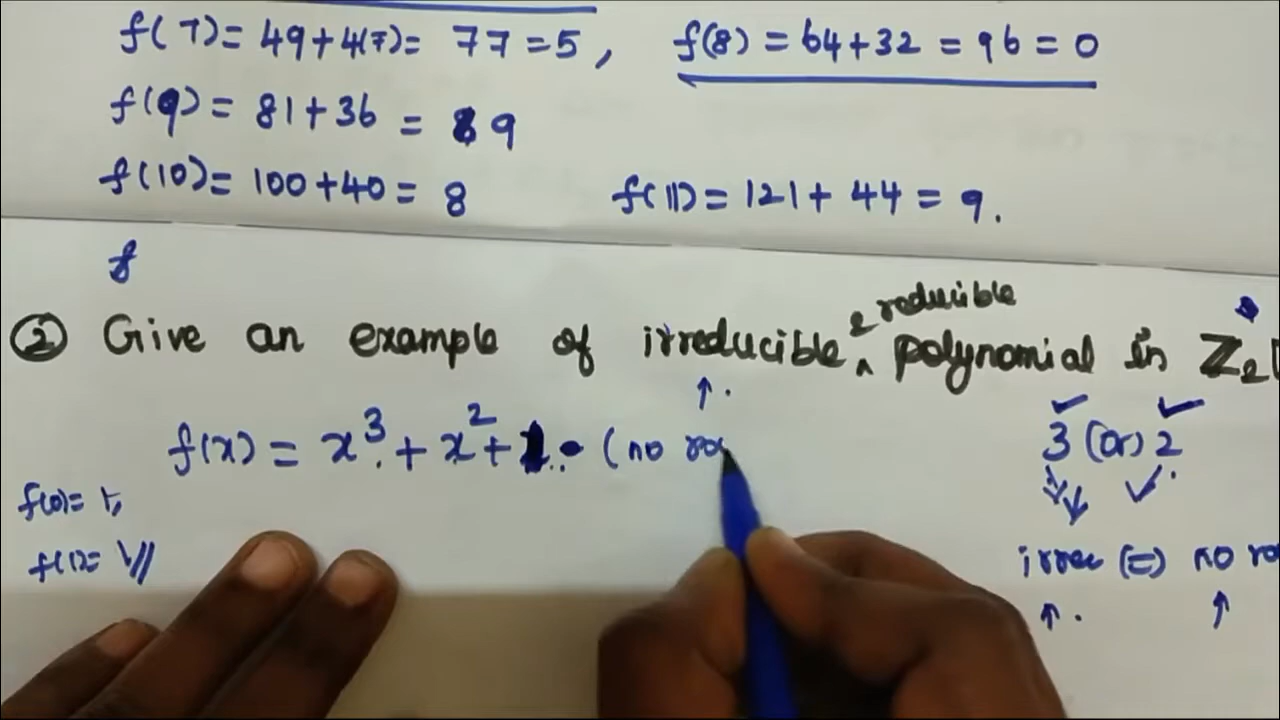 f(7) = 49+4(7) = 77 = 5, f(8) = 64+32 = 96 = 0
f(9) = 81+36 = 9
f(10) = 100+40 = 8 f(11) = 121+44 = 9.
f
② Give an example of irreducible & reducible polynomial in Z₂[
f(x) = x³ + x² + 1. (no roo
3 (or) 2
f(0) = 1,
f(1) = 1//
irrec (=) no ro